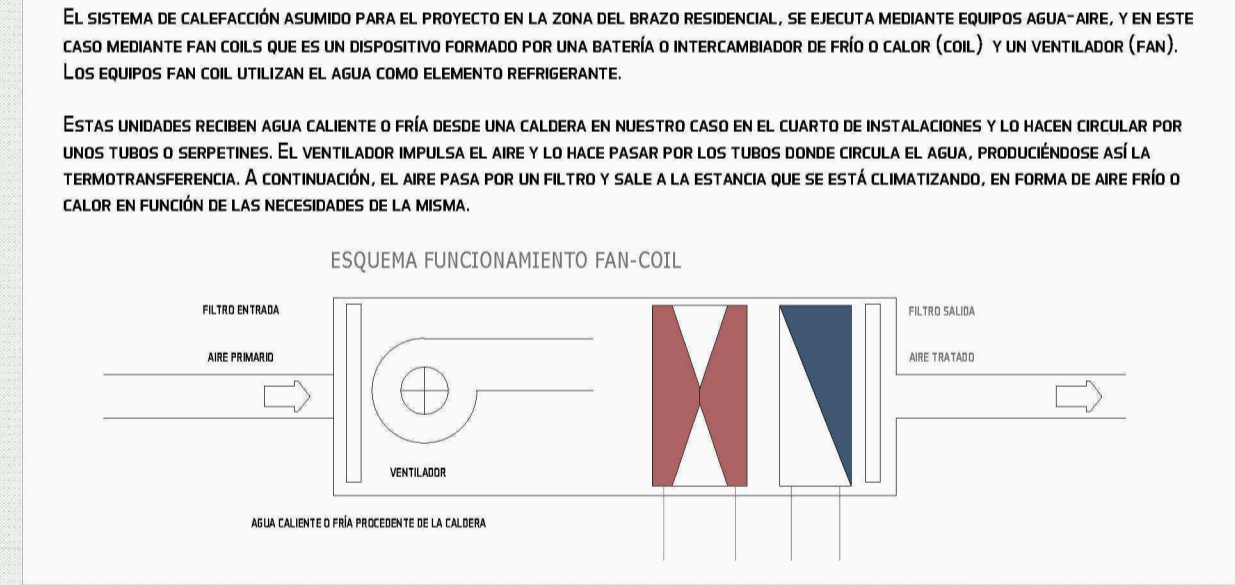 EL SISTEMA DE CALEFACCIÓN ASUMIDO PARA EL PROYECTO EN LA ZONA DEL BRAZO RESIDENCIAL, SE EJECUTA MEDIANTE EQUIPOS AGUA-AIRE, Y EN ESTE
CASO MEDIANTE FAN COILS QUE ES UN DISPOSITIVO FORMADO POR UNA BATERÍA O INTERCAMBIADOR DE FRÍO O CALOR (COIL) Y UN VENTILADOR (FAN).
LOS EQUIPOS FAN COIL UTILIZAN EL AGUA COMO ELEMENTO REFRIGERANTE.
ESTAS UNIDADES RECIBEN AGUA CALIENTE O FRÍA DESDE UNA CALDERA EN NUESTRO CASO EN EL CUARTO DE INSTALACIONES Y LO HACEN CIRCULAR POR
UNOS TUBOS O SERPETINES. EL VENTILADOR IMPULSA EL AIRE Y LO HACE PASAR POR LOS TUBOS DONDE CIRCULA EL AGUA, PRODUCIÉNDOSE ASÍ LA
TERMOTRANSFERENCIA. A CONTINUACIÓN, EL AIRE PASA POR UN FILTRO Y SALE A LA ESTANCIA QUE SE ESTÁ CLIMATIZANDO, EN FORMA DE AIRE FRÍO O
CALOR EN FUNCIÓN DE LAS NECESIDADES DE LA MISMA.
ESQUEMA FUNCIONAMIENTO FAN-COIL
FILTRO ENTRADA
FILTRO SALIDA
AIRE PRIMARIO
AIRE TRATADO
VENTILADOR
AGUA CALIENTE O FRÍA PROCEDENTE DE LA CALDERA